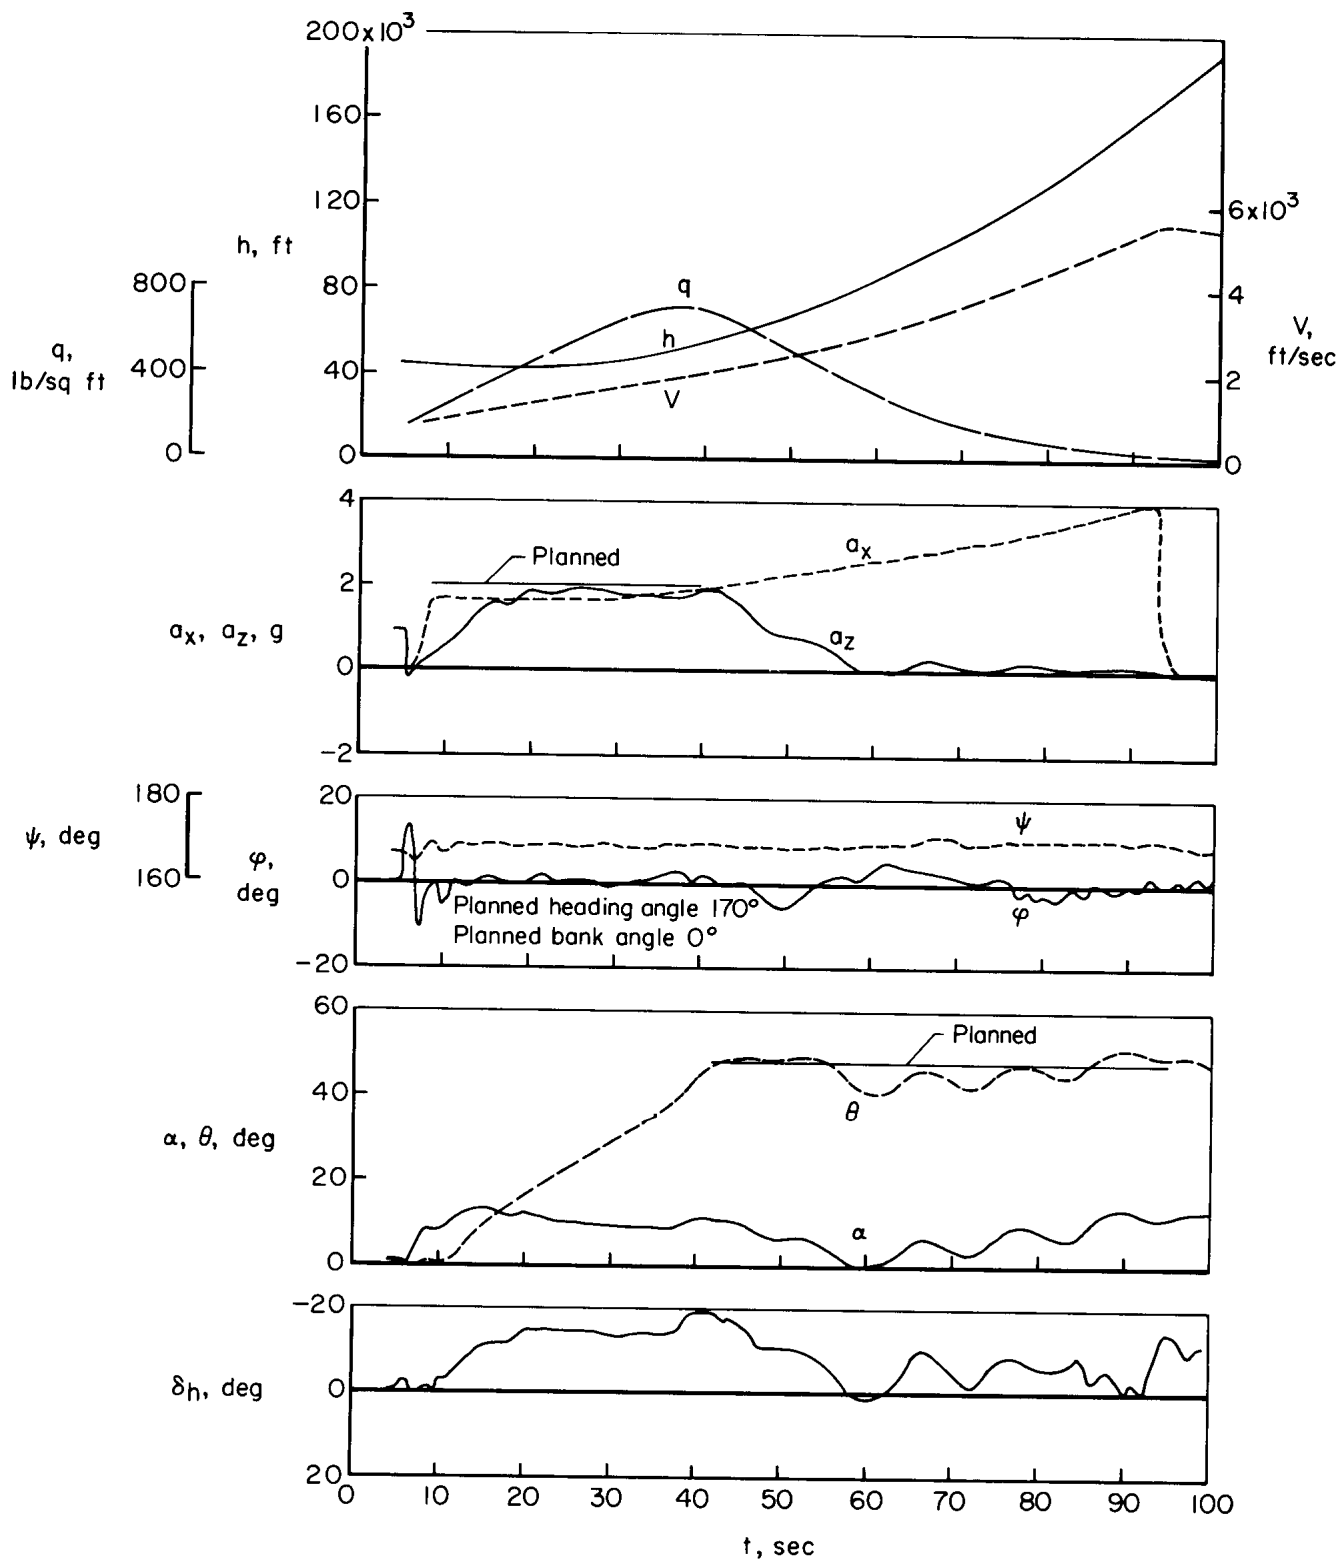 200x10³
160
120
h, ft
6x10³
800
80
q
4
q,
lb/sq ft
h
V,
ft/sec
400
40
V
2
0
0
0
4
Planned
a_x
2
a_x, a_z, g
a_z
0
-2
180
20
ψ
ψ, deg
φ,
deg
160
0
Planned heading angle 170°
φ
Planned bank angle 0°
-20
60
Planned
40
θ
α, θ, deg
20
α
0
-20
δ_h, deg
0
20
0 10 20 30 40 50 60 70 80 90 100
t, sec